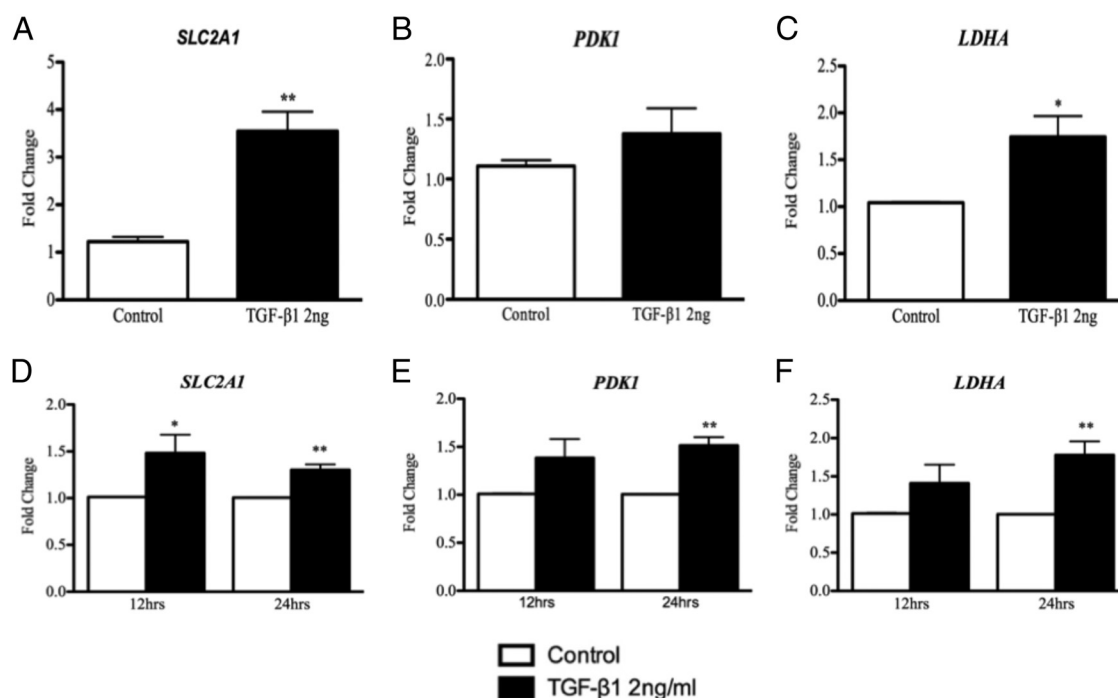 A
SLC2A1
Fold Change
5
4
3
2
1
0
**
Control
TGF-β1 2ng
B
PDK1
Fold Change
2.0
1.5
1.0
0.5
0.0
Control
TGF-β1 2ng
C
LDHA
Fold Change
2.5
2.0
1.5
1.0
0.5
0.0
*
Control
TGF-β1 2ng
D
SLC2A1
Fold Change
2.0
1.5
1.0
0.5
0.0
*
**
12hrs
24hrs
E
PDK1
Fold Change
2.0
1.5
1.0
0.5
0.0
**
12hrs
24hrs
F
LDHA
Fold Change
2.5
2.0
1.5
1.0
0.5
0.0
**
12hrs
24hrs
Control
TGF-β1 2ng/ml